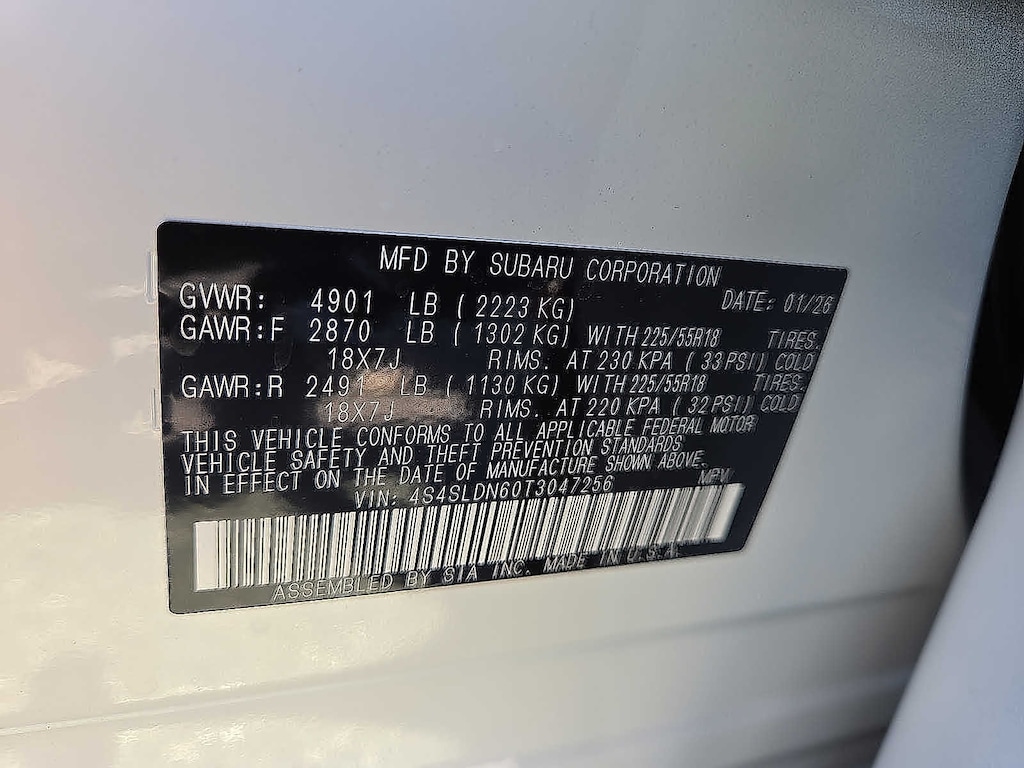 MFD BY SUBARU CORPORATION
GVWR: 4901 LB (2223 KG) DATE: 01/26
GAWR:F 2870 LB (1302 KG) WITH 225/55R18 TIRES.
18X7J RIMS. AT 230 KPA (33 PSI) COLD
GAWR:R 2491 LB (1130 KG) WITH 225/55R18 TIRES.
18X7J RIMS. AT 220 KPA (32 PSI) COLD
THIS VEHICLE CONFORMS TO ALL APPLICABLE FEDERAL MOTOR
VEHICLE SAFETY AND THEFT PREVENTION STANDARDS
IN EFFECT ON THE DATE OF MANUFACTURE SHOWN ABOVE.
VIN: 4S4SLDN60T3047256 MPV
ASSEMBLED BY SIA INC. MADE IN U.S.A.